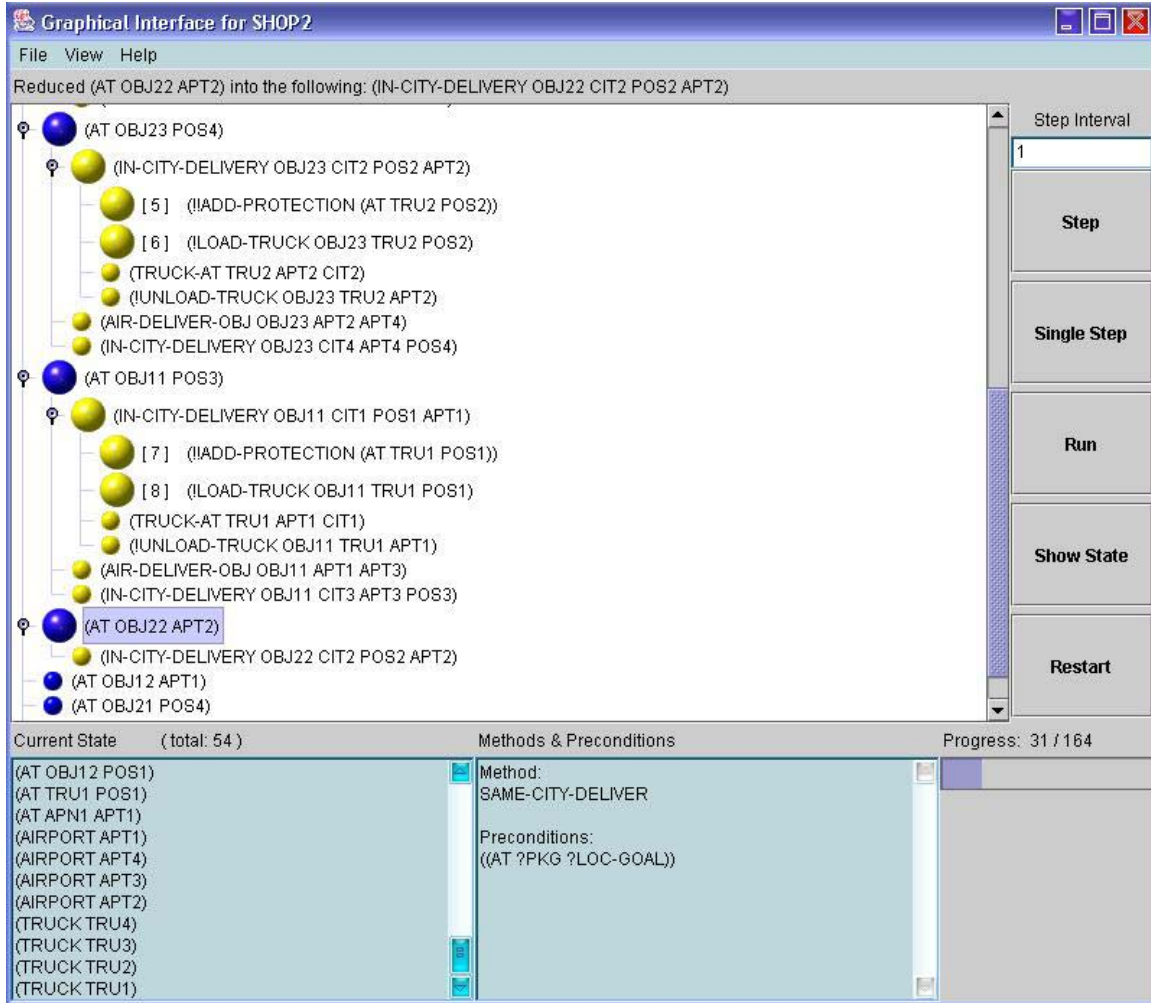 Graphical Interface for SHOP2
File View Help
Reduced (AT OBJ22 APT2) into the following: (IN-CITY-DELIVERY OBJ22 CIT2 POS2 APT2)
(AT OBJ23 POS4)
(IN-CITY-DELIVERY OBJ23 CIT2 POS2 APT2)
[ 5 ] (!!ADD-PROTECTION (AT TRU2 POS2))
[ 6 ] (!LOAD-TRUCK OBJ23 TRU2 POS2)
(TRUCK-AT TRU2 APT2 CIT2)
(!UNLOAD-TRUCK OBJ23 TRU2 APT2)
(AIR-DELIVER-OBJ OBJ23 APT2 APT4)
(IN-CITY-DELIVERY OBJ23 CIT4 APT4 POS4)
(AT OBJ11 POS3)
(IN-CITY-DELIVERY OBJ11 CIT1 POS1 APT1)
[ 7 ] (!!ADD-PROTECTION (AT TRU1 POS1))
[ 8 ] (!LOAD-TRUCK OBJ11 TRU1 POS1)
(TRUCK-AT TRU1 APT1 CIT1)
(!UNLOAD-TRUCK OBJ11 TRU1 APT1)
(AIR-DELIVER-OBJ OBJ11 APT1 APT3)
(IN-CITY-DELIVERY OBJ11 CIT3 APT3 POS3)
(AT OBJ22 APT2)
(IN-CITY-DELIVERY OBJ22 CIT2 POS2 APT2)
(AT OBJ12 APT1)
(AT OBJ21 POS4)
Step Interval
1
Step
Single Step
Run
Show State
Restart
Current State ( total: 54 )
(AT OBJ12 POS1)
(AT TRU1 POS1)
(AT APN1 APT1)
(AIRPORT APT1)
(AIRPORT APT4)
(AIRPORT APT3)
(AIRPORT APT2)
(TRUCK TRU4)
(TRUCK TRU3)
(TRUCK TRU2)
(TRUCK TRU1)
Methods & Preconditions
Method:
SAME-CITY-DELIVER
Preconditions:
((AT ?PKG ?LOC-GOAL))
Progress: 31 / 164